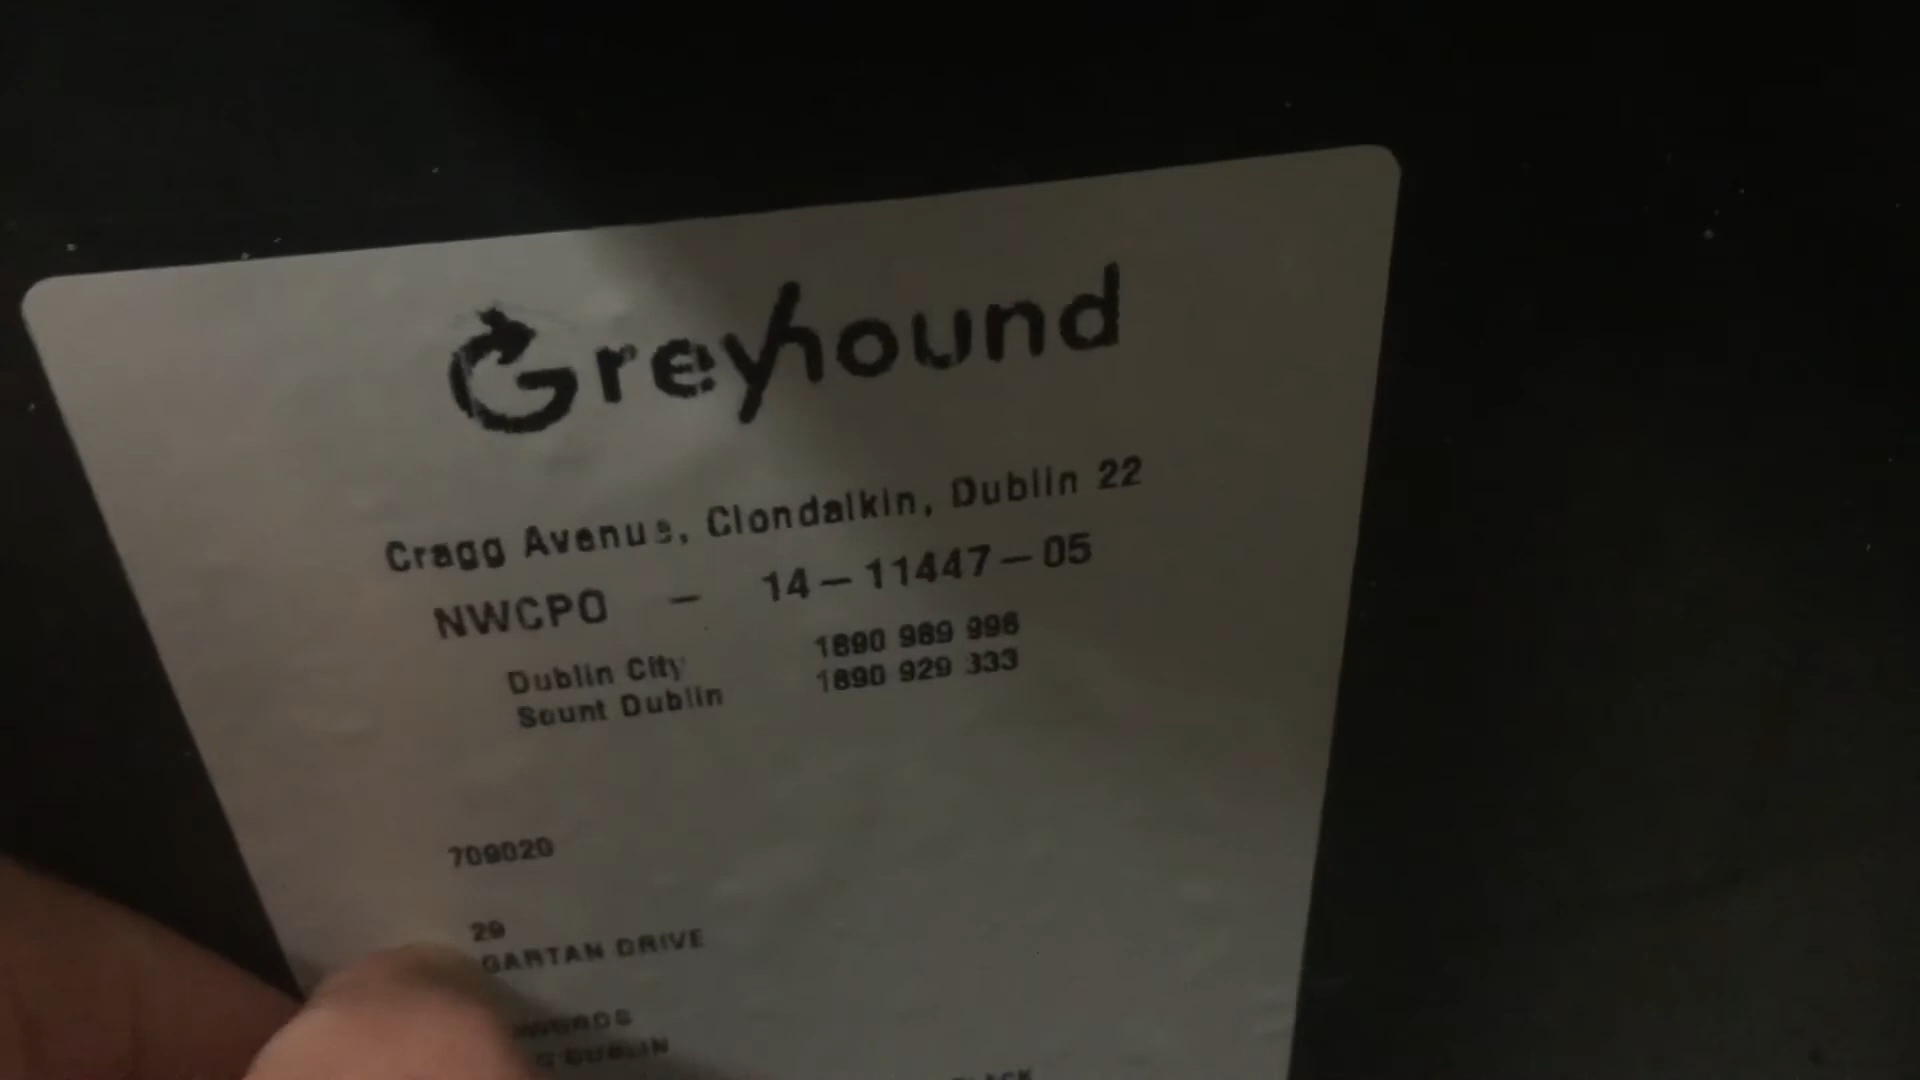 Greyhound
Cragg Avenue, Clondalkin, Dublin 22
NWCPO - 14-11447-05
Dublin City 1890 989 998
Sount Dublin 1890 929 333
709020
29
GARTAN DRIVE
DUBLIN